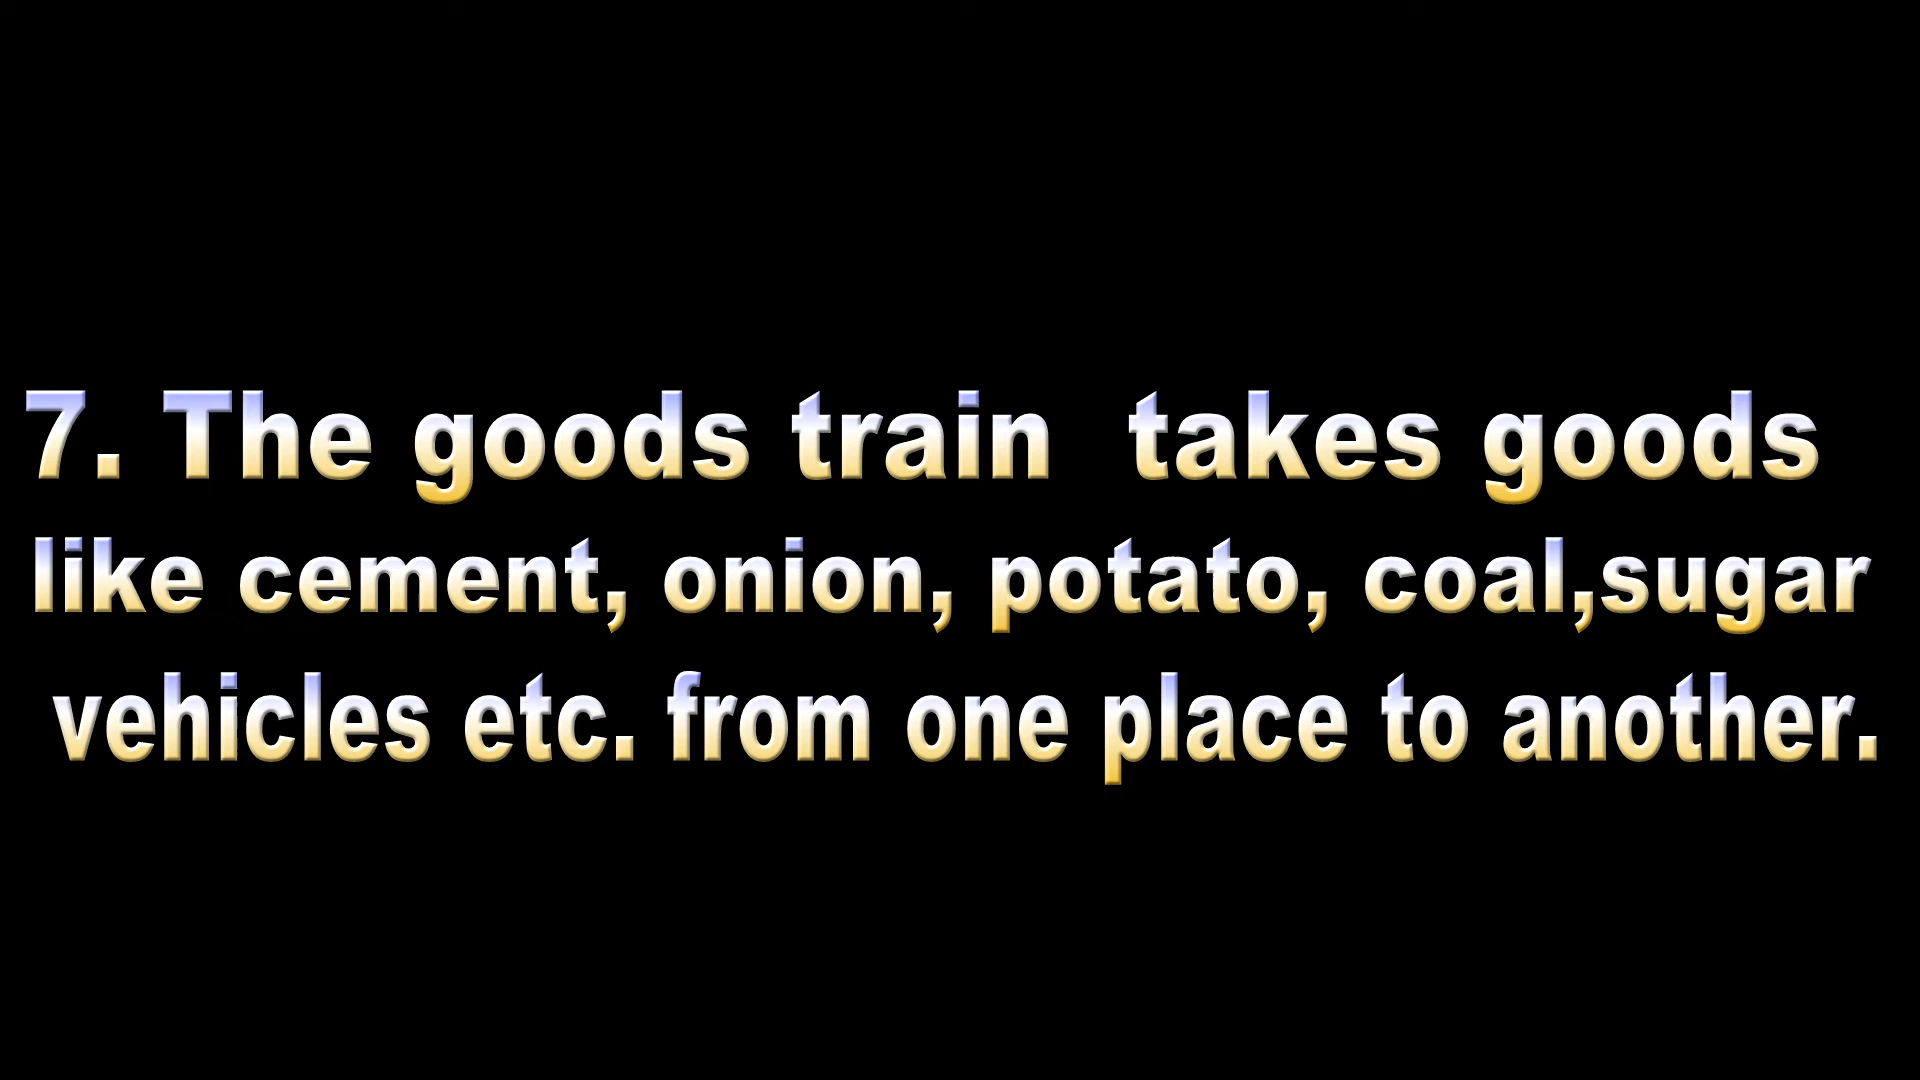 7. The goods train  takes goods
like cement, onion, potato, coal,sugar
vehicles etc. from one place to another.